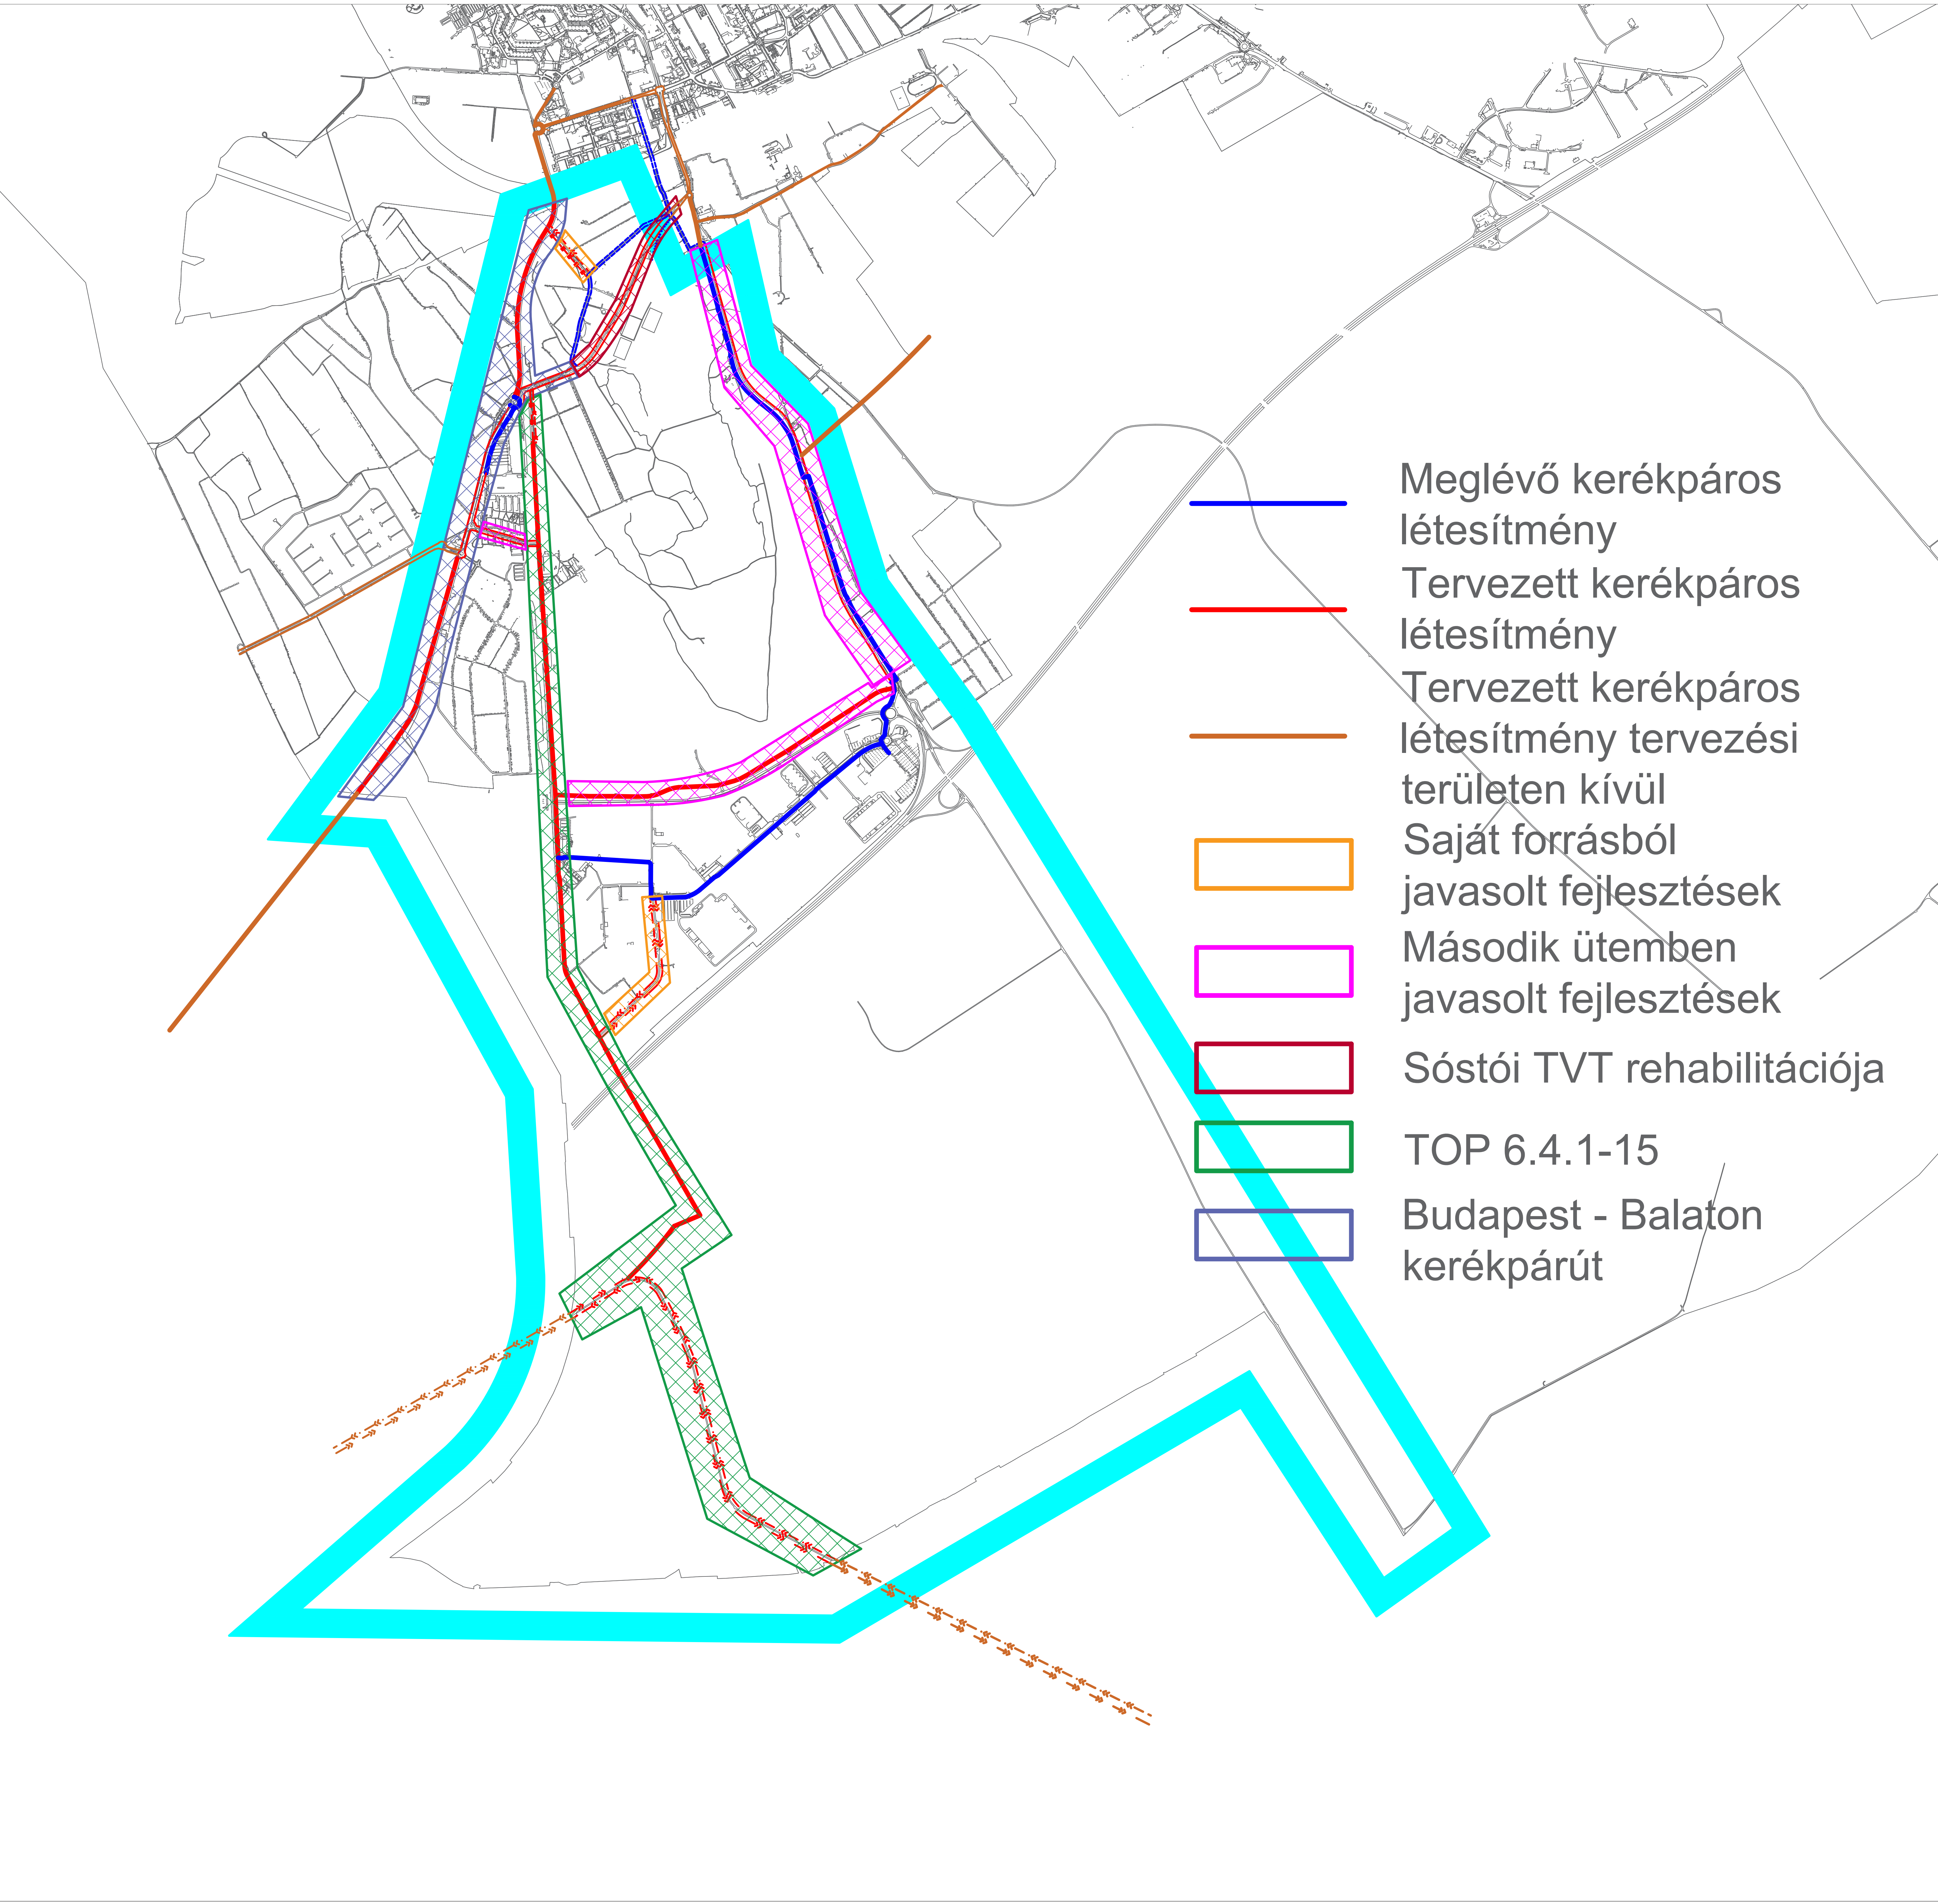 Meglévő kerékpáros
létesítmény
Tervezett kerékpáros
létesítmény
Tervezett kerékpáros
létesítmény tervezési
területen kívül
Saját forrásból
javasolt fejlesztések
Második ütemben
javasolt fejlesztések
Sóstói TVT rehabilitációja
TOP 6.4.1-15
Budapest - Balaton
kerékpárút